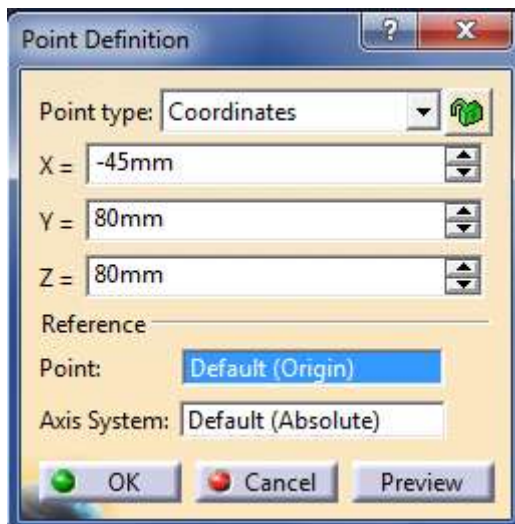 Point Definition
?
Point type: Coordinates
X = -45mm
Y = 80mm
Z = 80mm
Reference
Point: Default (Origin)
Axis System: Default (Absolute)
OK Cancel Preview